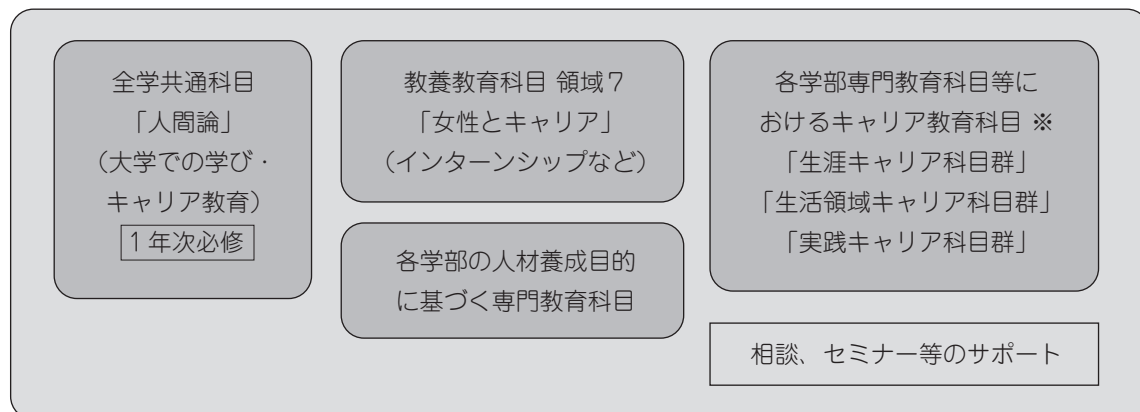 全学共通科目
「人間論」
（大学での学び・
キャリア教育）
1年次必修
教養教育科目 領域７
「女性とキャリア」
（インターンシップなど）
各学部の人材養成目的
に基づく専門教育科目
各学部専門教育科目等に
おけるキャリア教育科目 ※
「生涯キャリア科目群」
「生活領域キャリア科目群」
「実践キャリア科目群」
相談、セミナー等のサポート